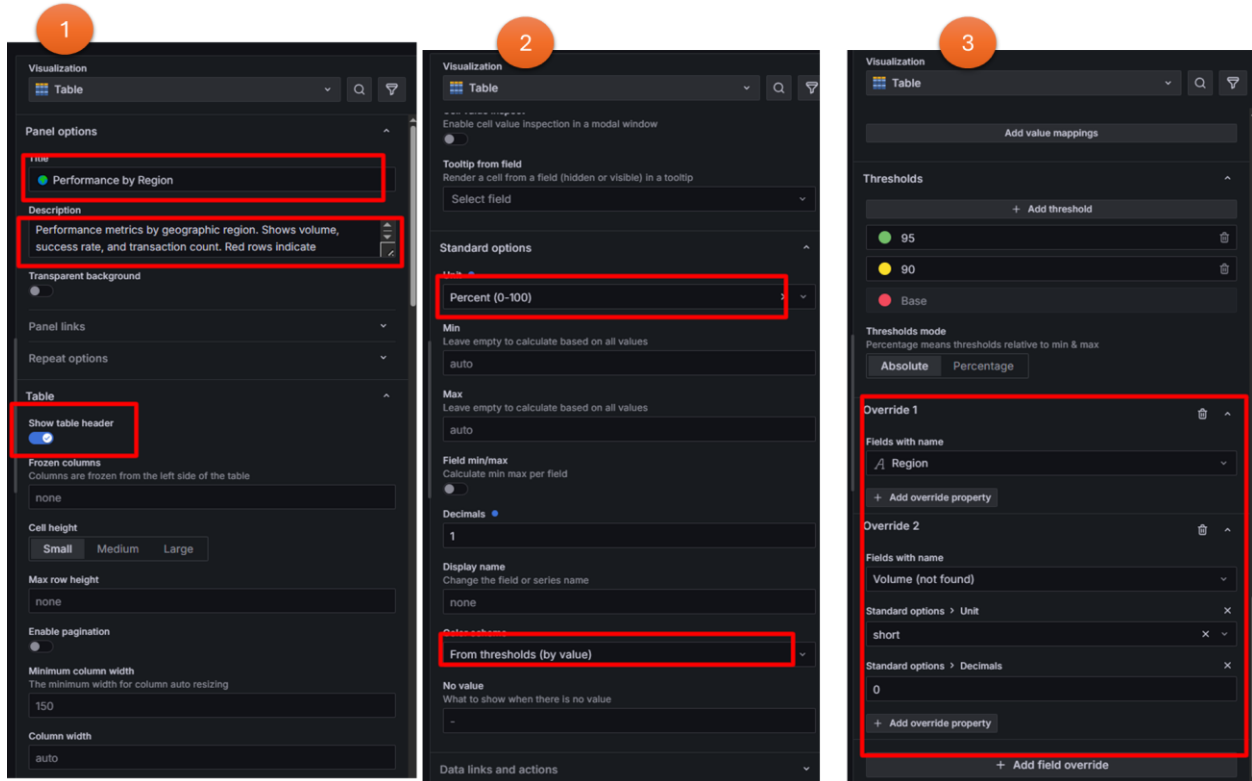 1
Visualization
Table
Panel options
Title
Performance by Region
Description
Performance metrics by geographic region. Shows volume,
success rate, and transaction count. Red rows indicate
Transparent background
Panel links
Repeat options
Table
Show table header
Frozen columns
Columns are frozen from the left side of the table
none
Cell height
Small Medium Large
Max row height
none
Enable pagination
Minimum column width
The minimum width for column auto resizing
150
Column width
auto
2
Visualization
Table
Cell value inspect
Enable cell value inspection in a modal window
Tooltip from field
Render a cell from a field (hidden or visible) in a tooltip
Select field
Standard options
Unit
Percent (0-100)
Min
Leave empty to calculate based on all values
auto
Max
Leave empty to calculate based on all values
auto
Field min/max
Calculate min max per field
Decimals
1
Display name
Change the field or series name
none
Color scheme
From thresholds (by value)
No value
What to show when there is no value
-
Data links and actions
3
Visualization
Table
Add value mappings
Thresholds
+ Add threshold
95
90
Base
Thresholds mode
Percentage means thresholds relative to min & max
Absolute Percentage
Override 1
Fields with name
Region
+ Add override property
Override 2
Fields with name
Volume (not found)
Standard options > Unit
short
Standard options > Decimals
0
+ Add override property
+ Add field override